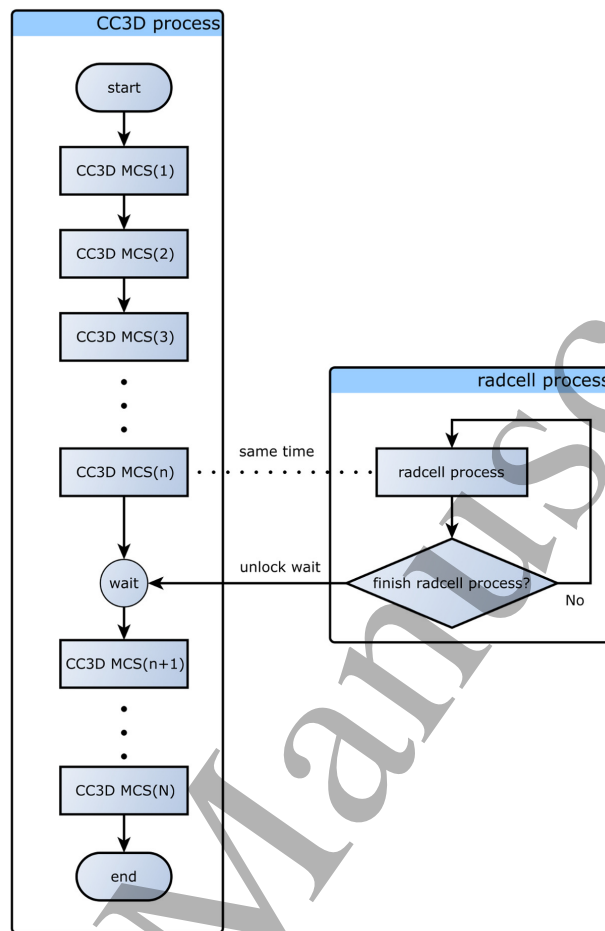 CC3D process
start
CC3D MCS(1)
CC3D MCS(2)
CC3D MCS(3)
radcell process
CC3D MCS(n)
same time
radcell process
wait
unlock wait
finish radcell process?
No
CC3D MCS(n+1)
CC3D MCS(N)
end
Manusc